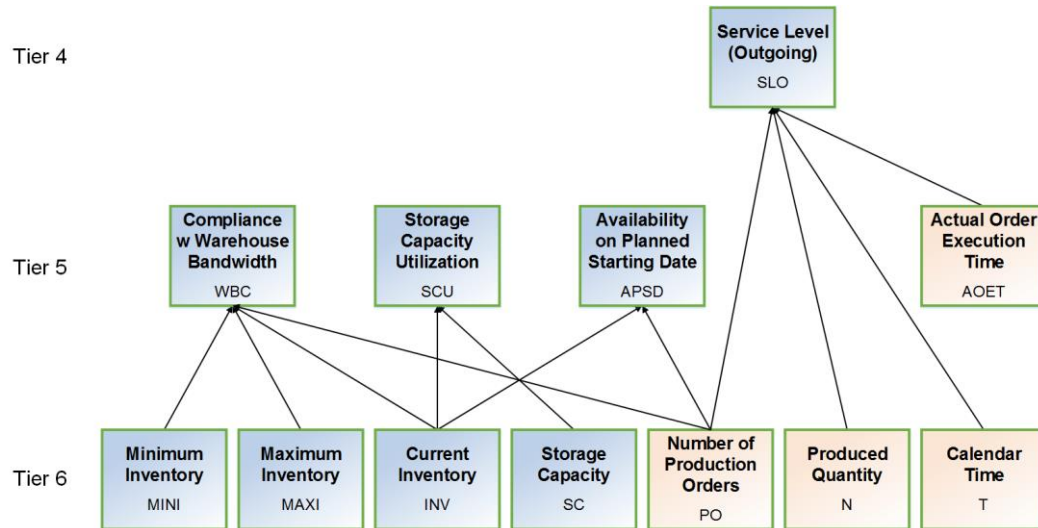 Tier 4
Service Level
(Outgoing)
SLO
Tier 5
Compliance
w Warehouse
Bandwidth
WBC
Storage
Capacity
Utilization
SCU
Availability
on Planned
Starting Date
APSD
Actual Order
Execution
Time
AOET
Tier 6
Minimum
Inventory
MINI
Maximum
Inventory
MAXI
Current
Inventory
INV
Storage
Capacity
SC
Number of
Production
Orders
PO
Produced
Quantity
N
Calendar
Time
T